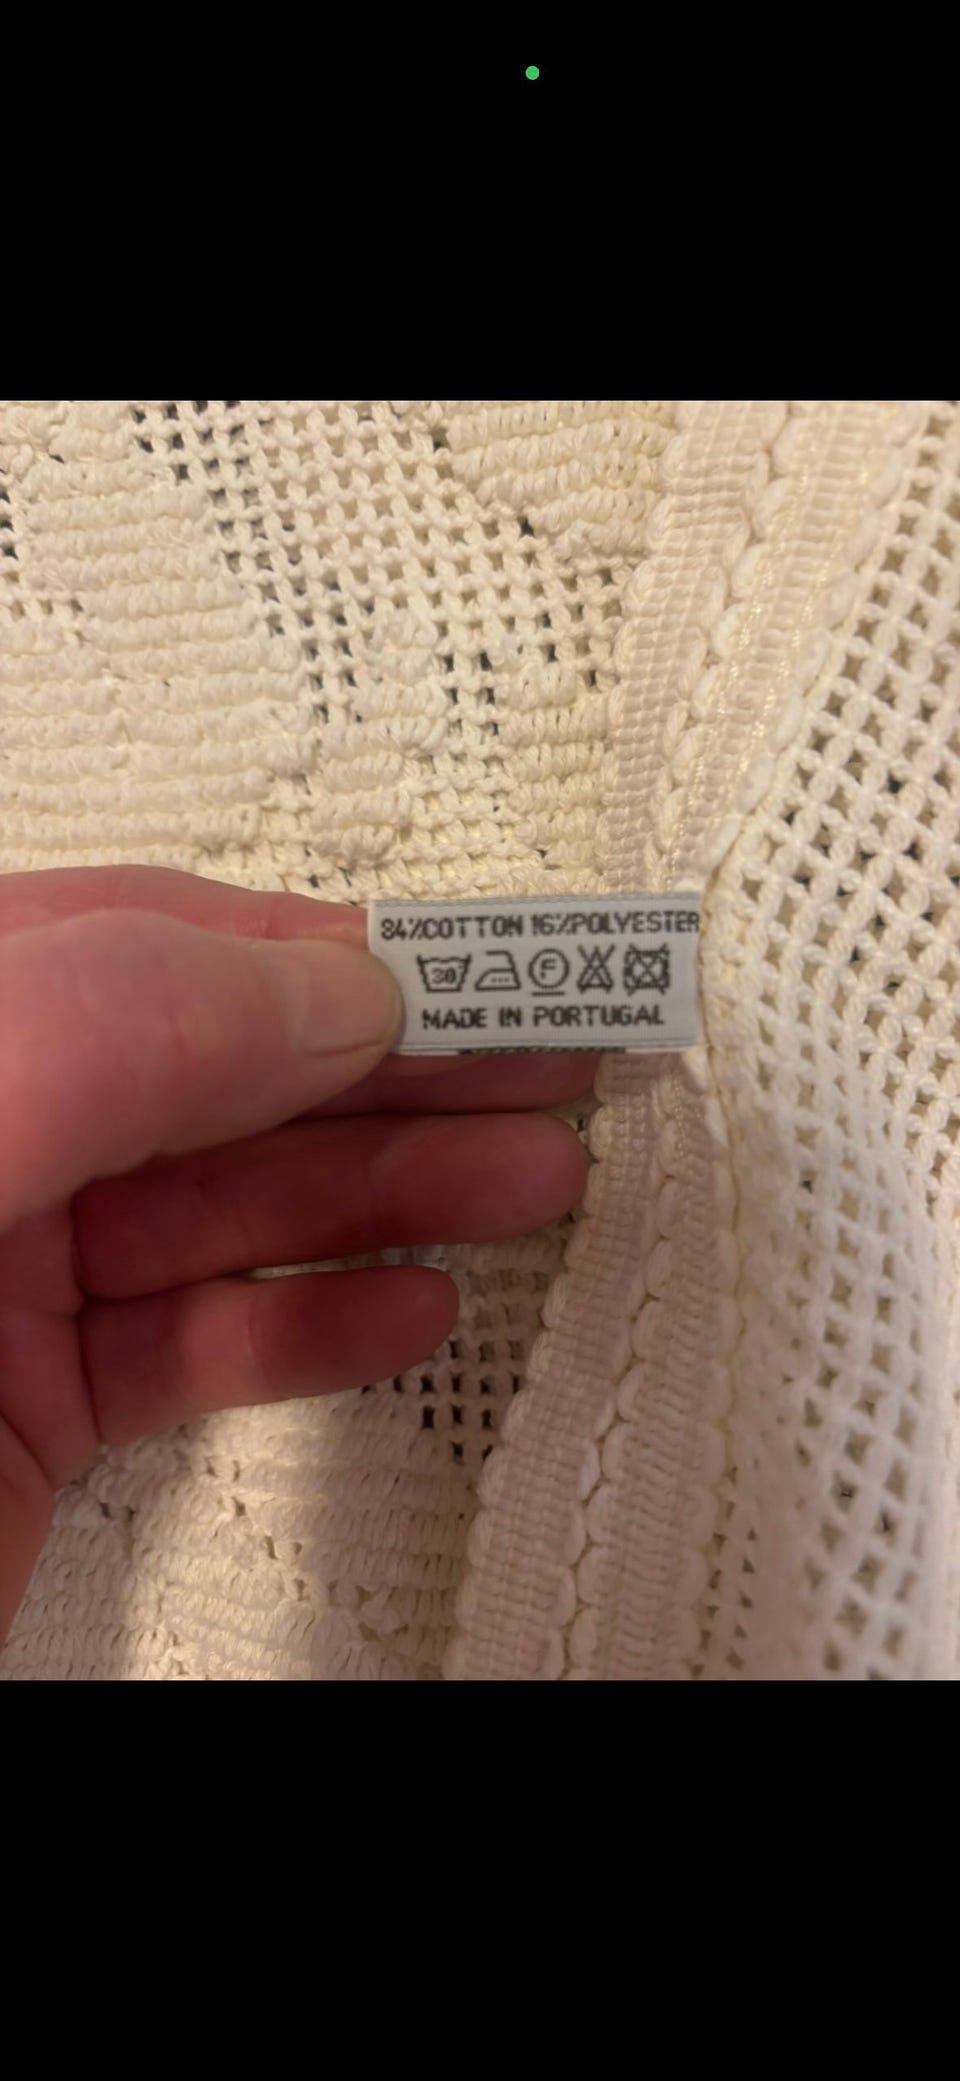 84%COTTON 16%POLYESTER
30 F
MADE IN PORTUGAL